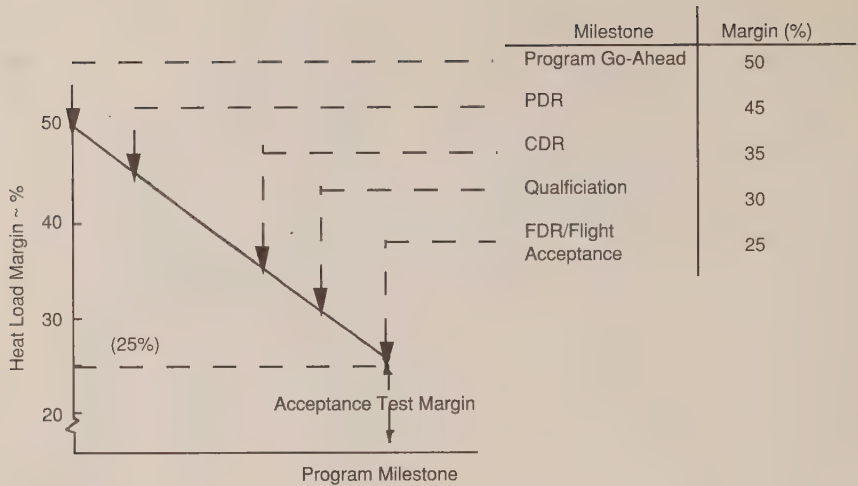 Milestone Margin (%)
Program Go-Ahead 50
PDR 45
CDR 35
Qualficiation 30
FDR/Flight
Acceptance 25
Heat Load Margin ~ %
50
40
30
20
(25%)
Acceptance Test Margin
Program Milestone